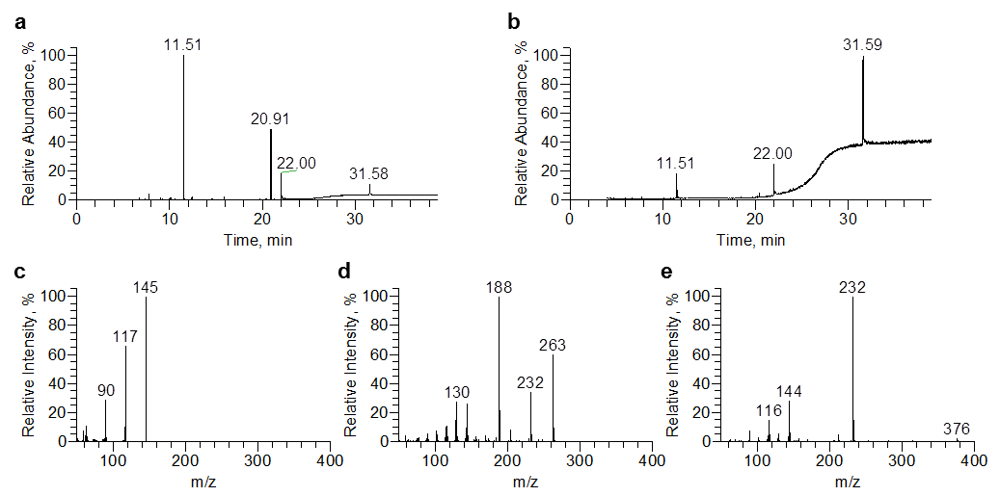 a
Relative Abundance, %
100
80
60
40
20
0
11.51
20.91
22.00
31.58
0 10 20 30
Time, min
b
Relative Abundance, %
100
80
60
40
20
0
11.51
22.00
31.59
0 10 20 30
Time, min
c
Relative Intensity, %
100
80
60
40
20
0
145
117
90
100 200 300 400
m/z
d
Relative Intensity, %
100
80
60
40
20
0
188
263
232
130
100 200 300 400
m/z
e
Relative Intensity, %
100
80
60
40
20
0
232
144
116
376
100 200 300 400
m/z